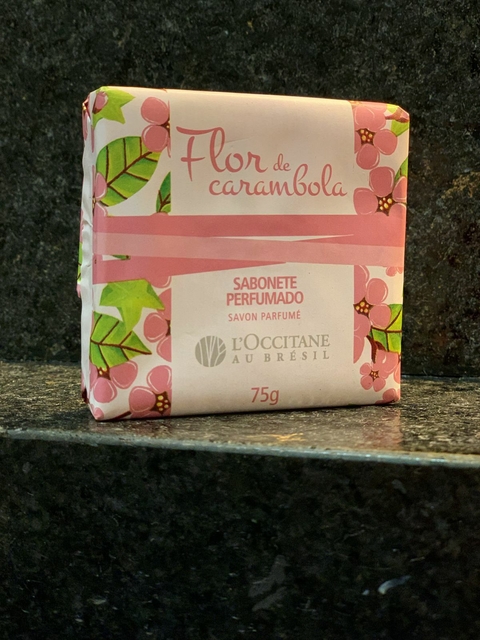 Flor de
carambola
SABONETE
PERFUMADO
SAVON PARFUMÉ
L'OCCITANE
AU BRÉSIL
75g